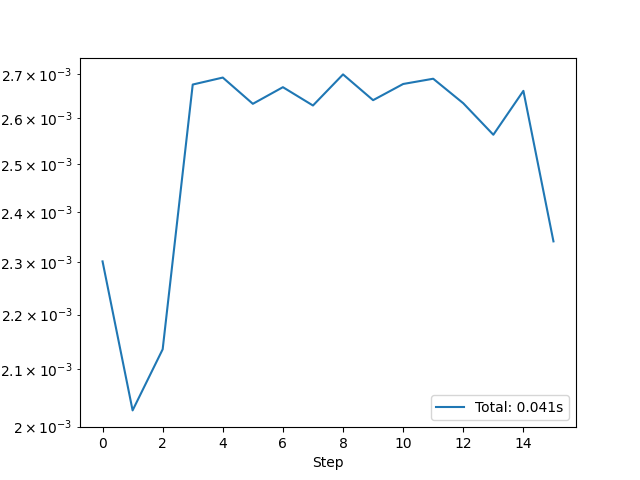 2.7 × 10⁻³
2.6 × 10⁻³
2.5 × 10⁻³
2.4 × 10⁻³
2.3 × 10⁻³
2.2 × 10⁻³
2.1 × 10⁻³
2 × 10⁻³
Total: 0.041s
0 2 4 6 8 10 12 14
Step